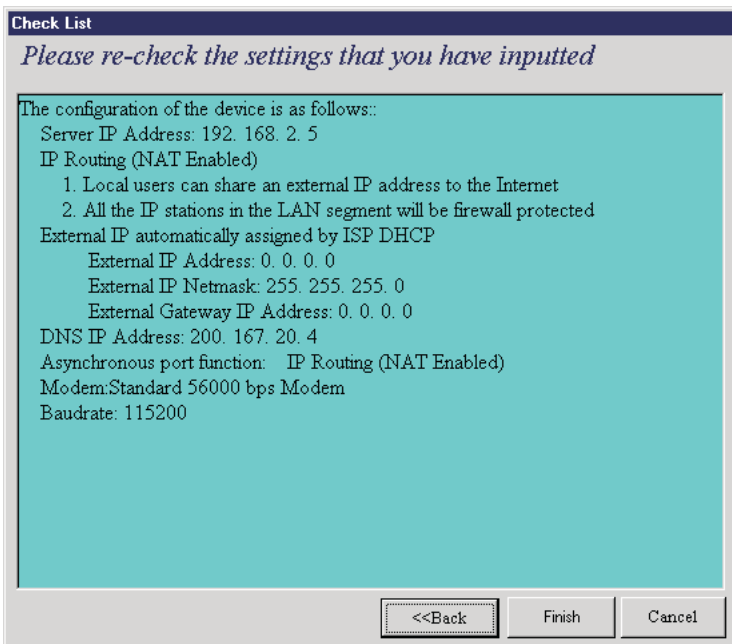 Check List
Please re-check the settings that you have inputted
The configuration of the device is as follows::
Server IP Address: 192. 168. 2. 5
IP Routing (NAT Enabled)
1. Local users can share an external IP address to the Internet
2. All the IP stations in the LAN segment will be firewall protected
External IP automatically assigned by ISP DHCP
External IP Address: 0. 0. 0. 0
External IP Netmask: 255. 255. 255. 0
External Gateway IP Address: 0. 0. 0. 0
DNS IP Address: 200. 167. 20. 4
Asynchronous port function: IP Routing (NAT Enabled)
Modem:Standard 56000 bps Modem
Baudrate: 115200
<<Back Finish Cancel